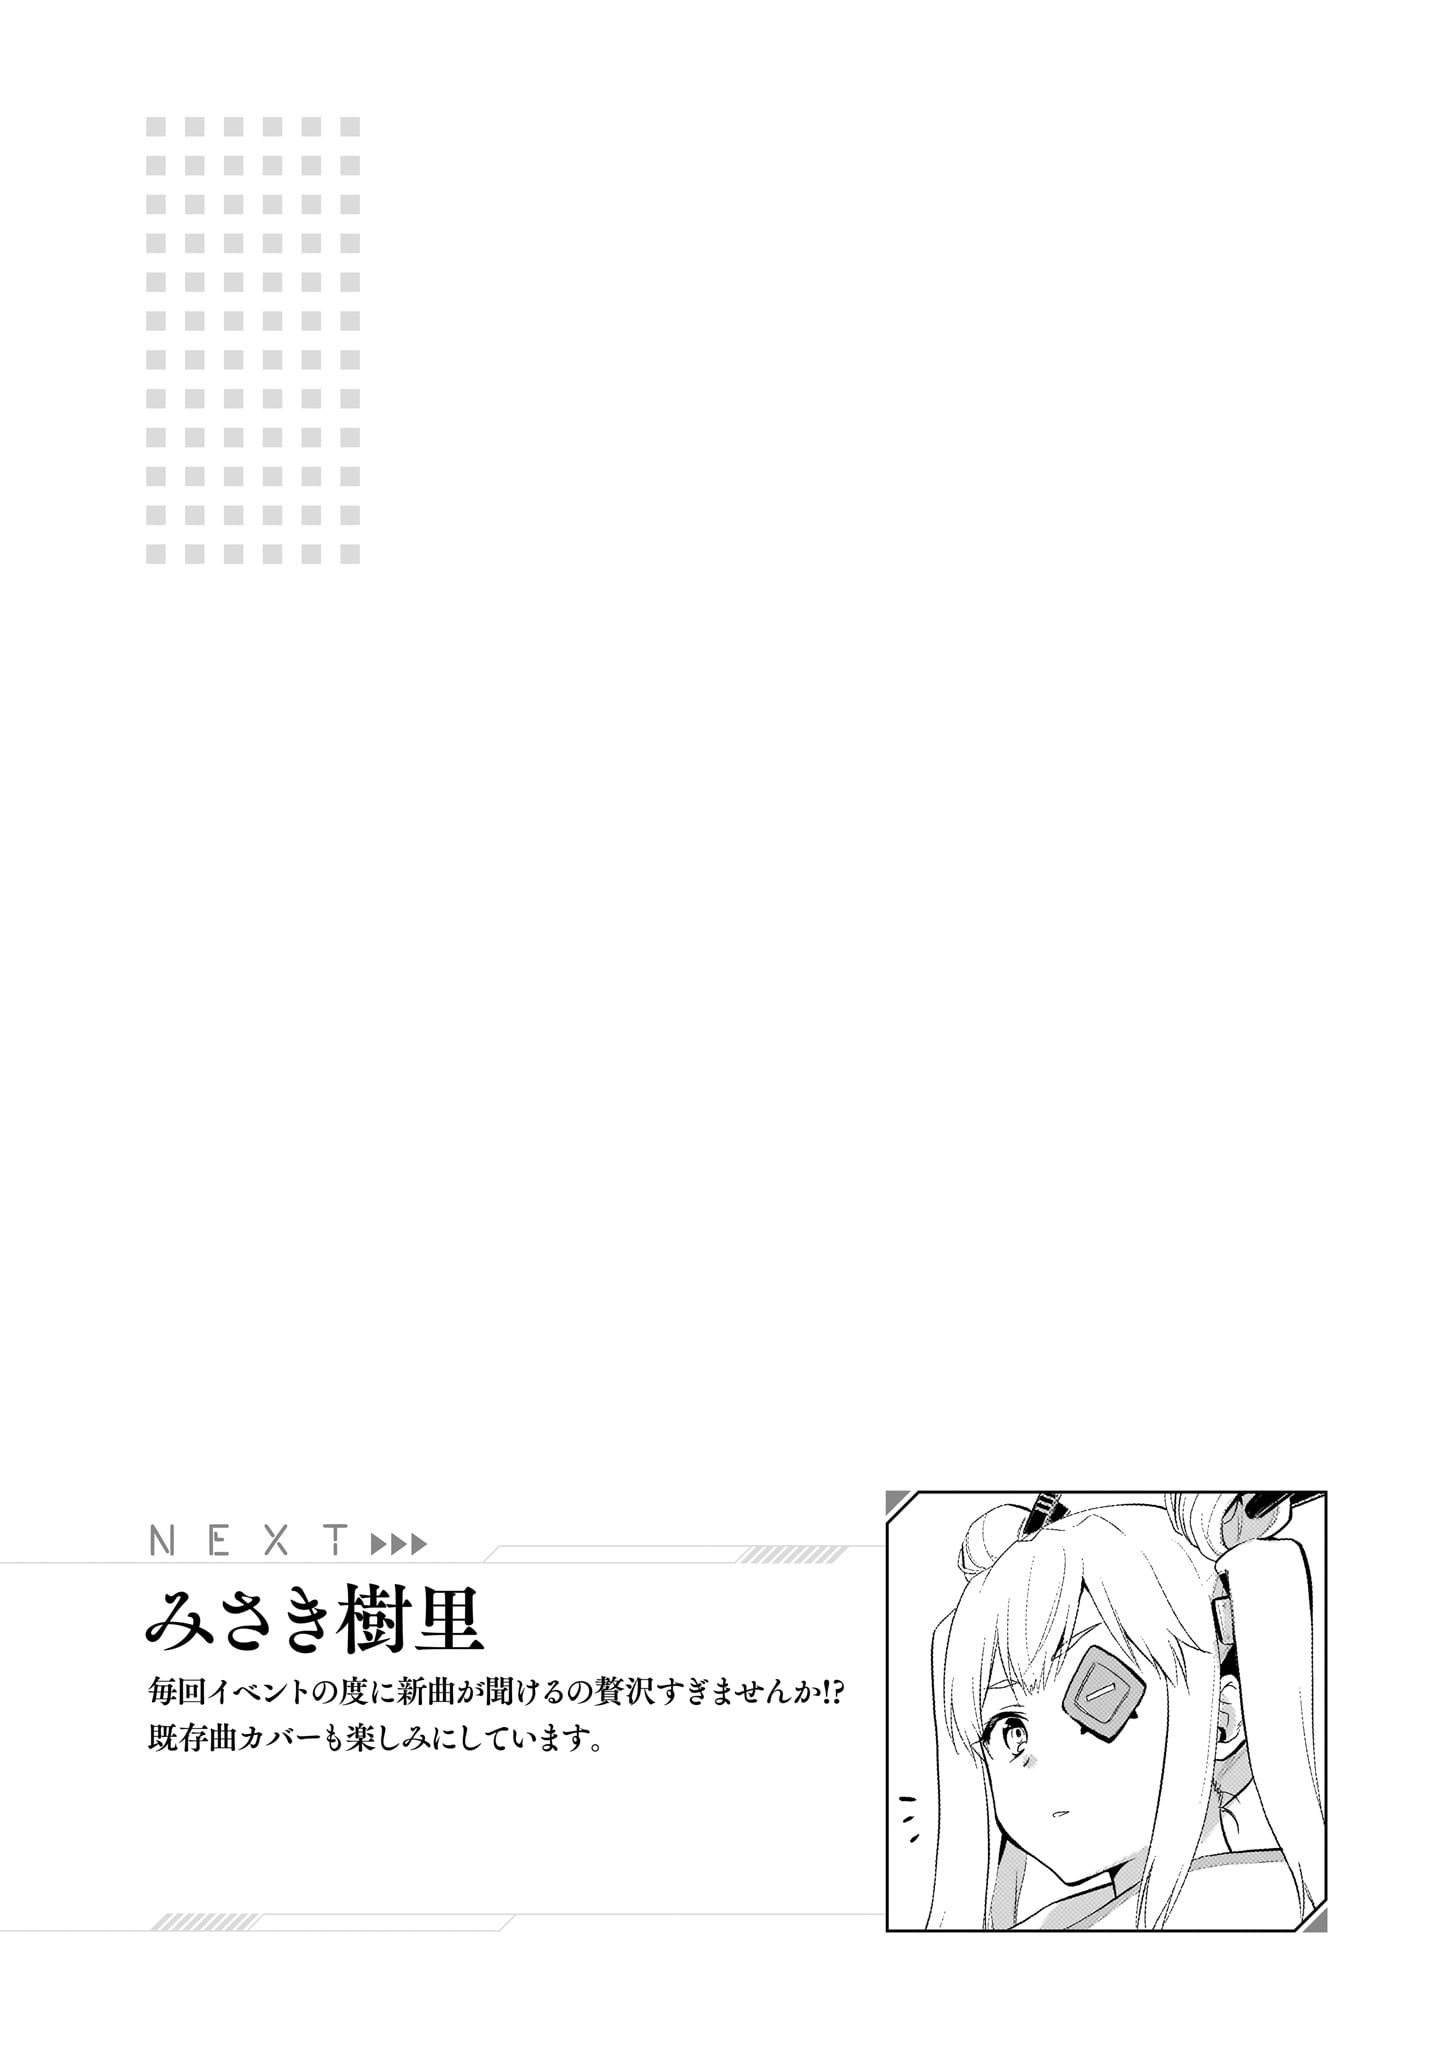 NEXT
みさき樹里
毎回イベントの度に新曲が聞けるの贅沢すぎませんか!?
既存曲カバーも楽しみにしています。